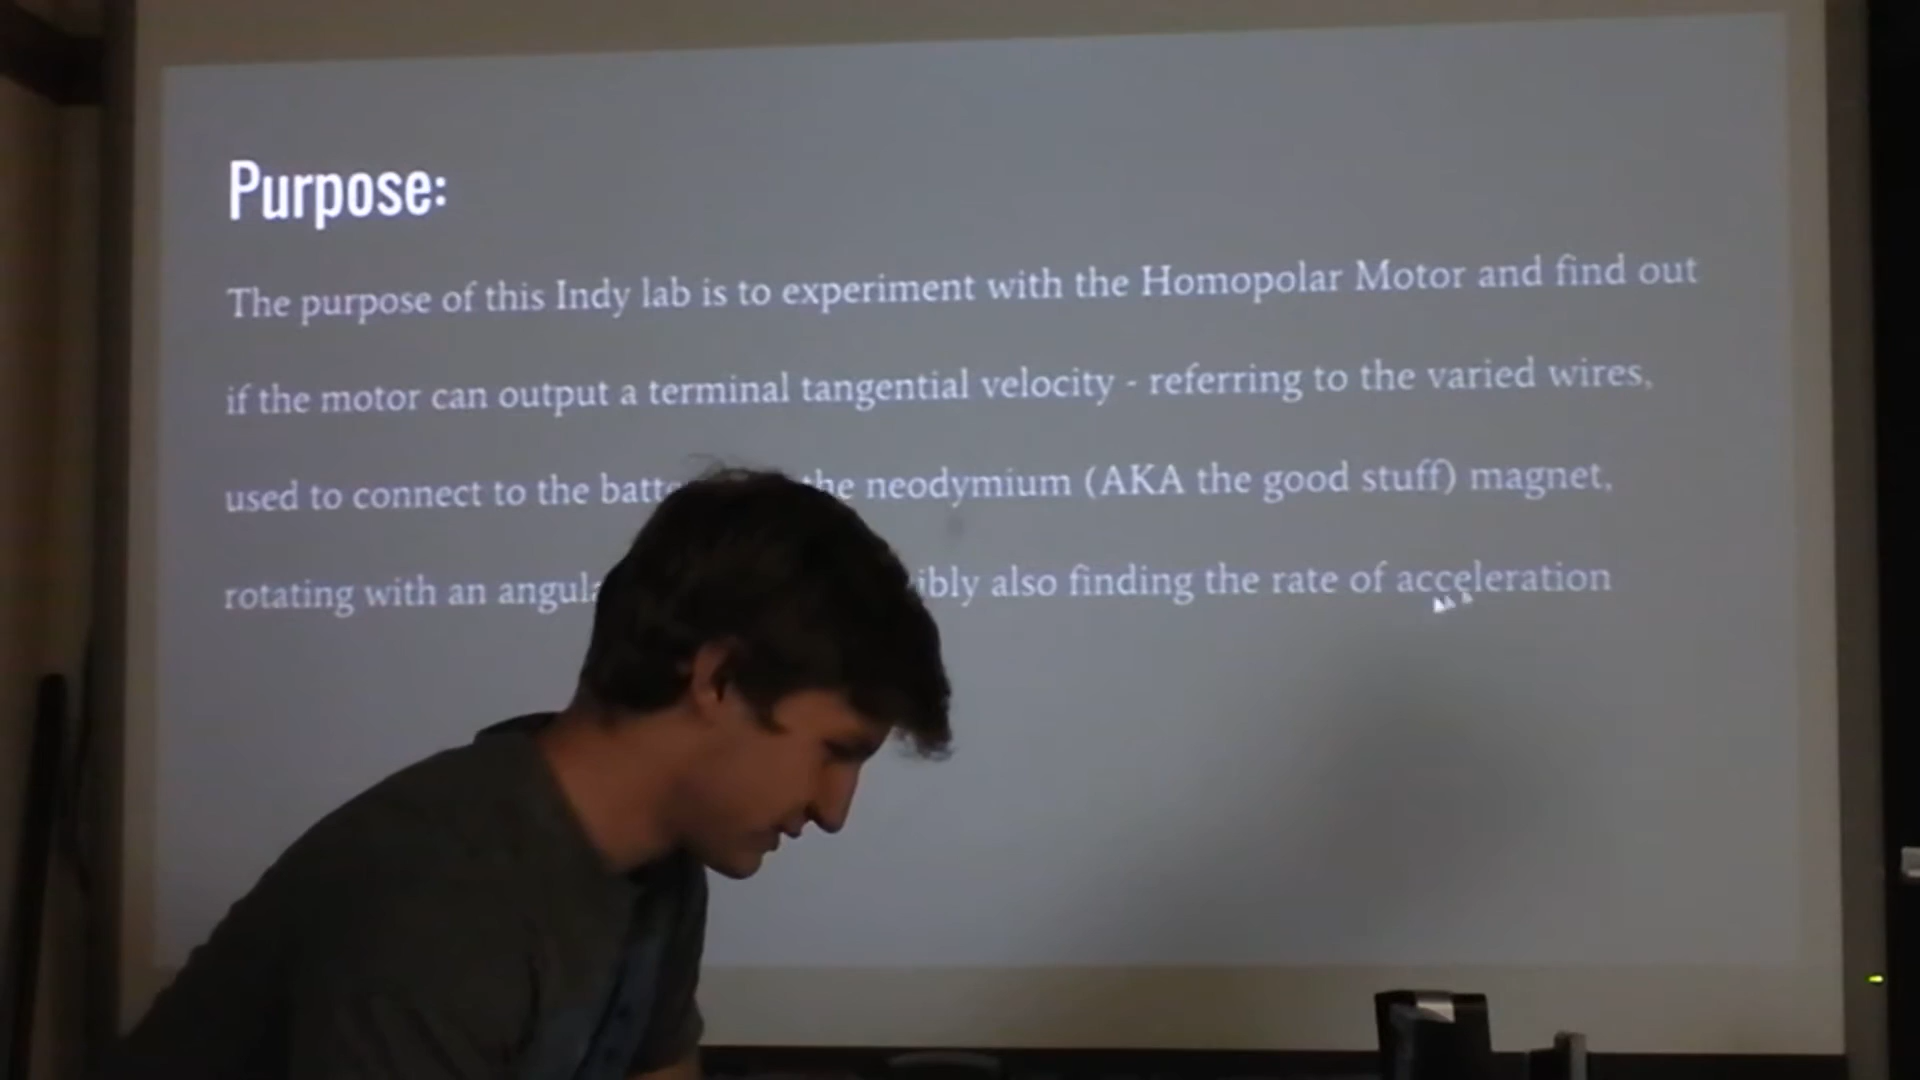 Purpose:
The purpose of this Indy lab is to experiment with the Homopolar Motor and find out
if the motor can output a terminal tangential velocity - referring to the varied wires,
used to connect to the the neodymium (AKA the good stuff) magnet,
rotating with an also finding the rate of acceleration